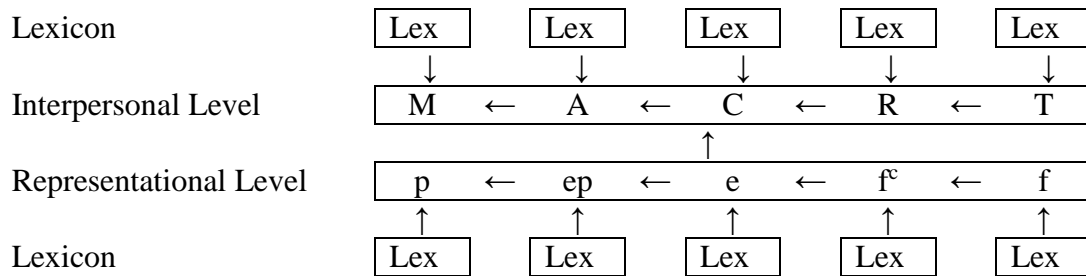 Lexicon Lex Lex Lex Lex Lex
↓ ↓ ↓ ↓ ↓
Interpersonal Level M ← A ← C ← R ← T
↑
Representational Level p ← ep ← e ← fᶜ ← f
↑ ↑ ↑ ↑ ↑
Lexicon Lex Lex Lex Lex Lex